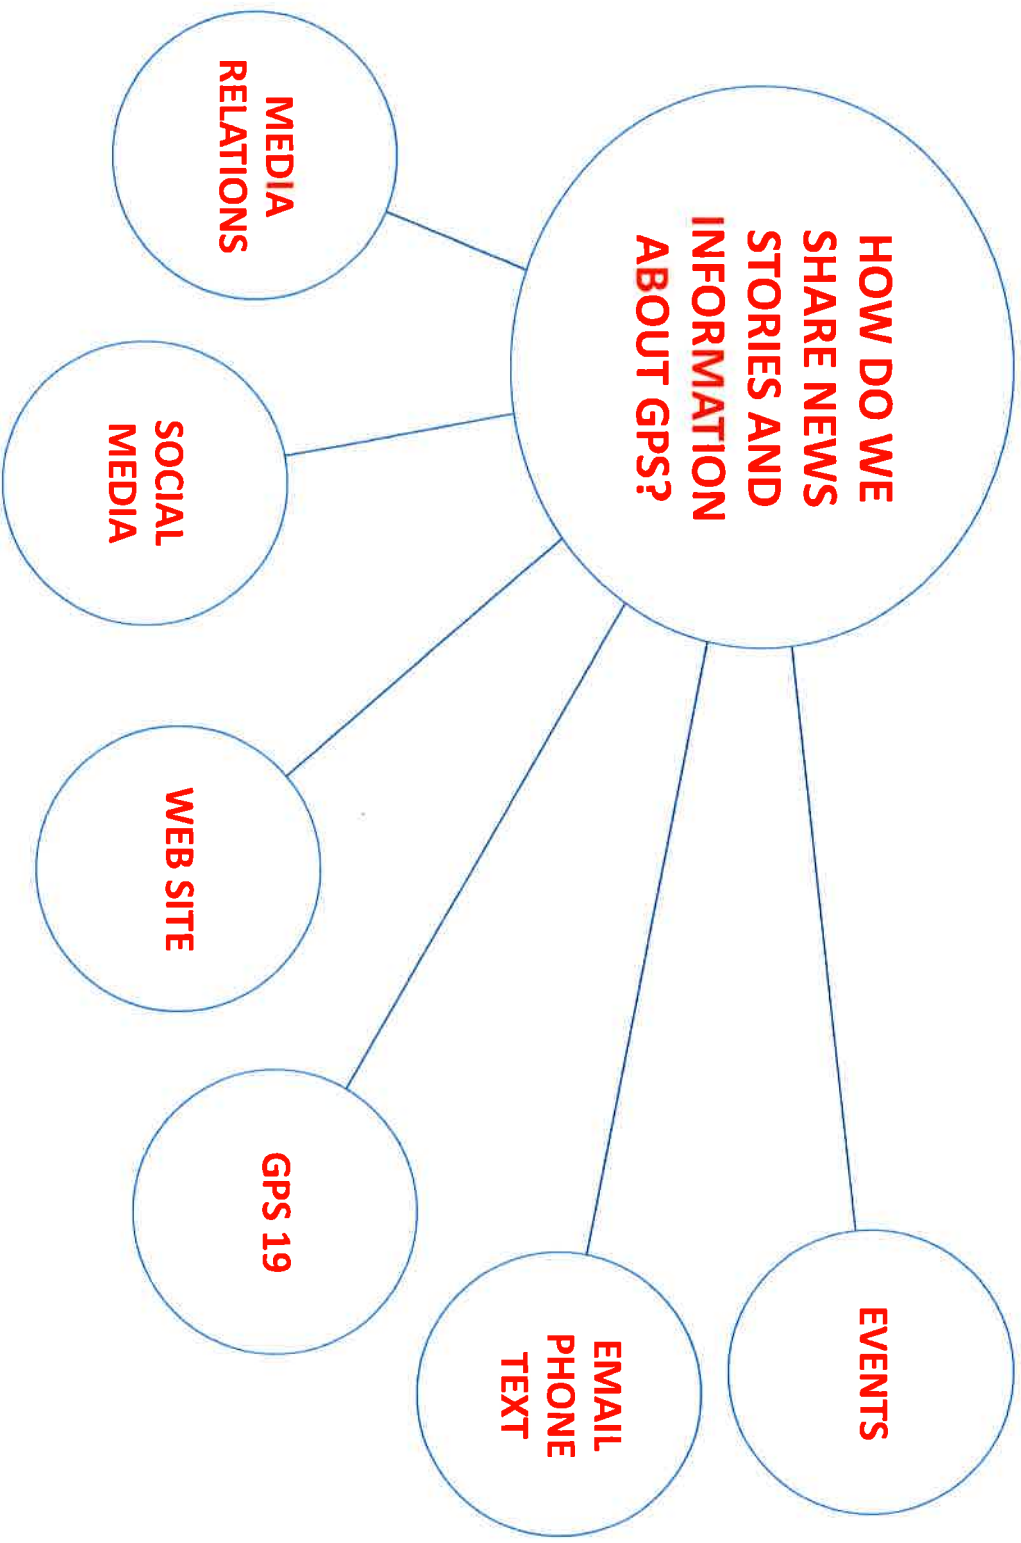 HOW DO WE
SHARE NEWS
STORIES AND
INFORMATION
ABOUT GPS?
MEDIA
RELATIONS
SOCIAL
MEDIA
WEB SITE
GPS 19
EMAIL
PHONE
TEXT
EVENTS